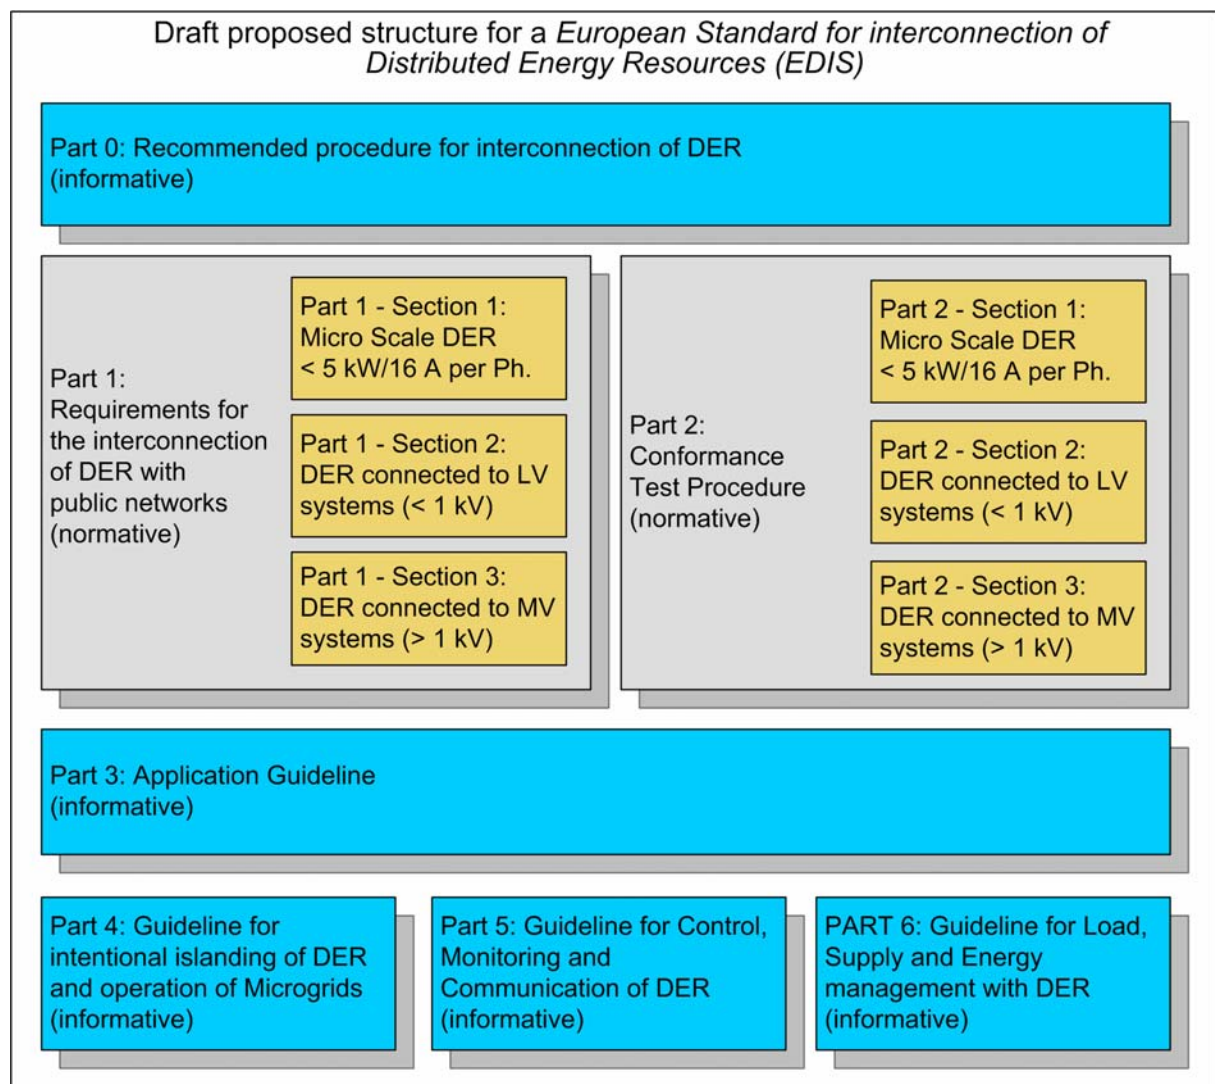 Draft proposed structure for a European Standard for interconnection of
Distributed Energy Resources (EDIS)
Part 0: Recommended procedure for interconnection of DER
(informative)
Part 1:
Requirements for
the interconnection
of DER with
public networks
(normative)
Part 1 - Section 1:
Micro Scale DER
< 5 kW/16 A per Ph.
Part 1 - Section 2:
DER connected to LV
systems (< 1 kV)
Part 1 - Section 3:
DER connected to MV
systems (> 1 kV)
Part 2:
Conformance
Test Procedure
(normative)
Part 2 - Section 1:
Micro Scale DER
< 5 kW/16 A per Ph.
Part 2 - Section 2:
DER connected to LV
systems (< 1 kV)
Part 2 - Section 3:
DER connected to MV
systems (> 1 kV)
Part 3: Application Guideline
(informative)
Part 4: Guideline for
intentional islanding of DER
and operation of Microgrids
(informative)
Part 5: Guideline for Control,
Monitoring and
Communication of DER
(informative)
PART 6: Guideline for Load,
Supply and Energy
management with DER
(informative)